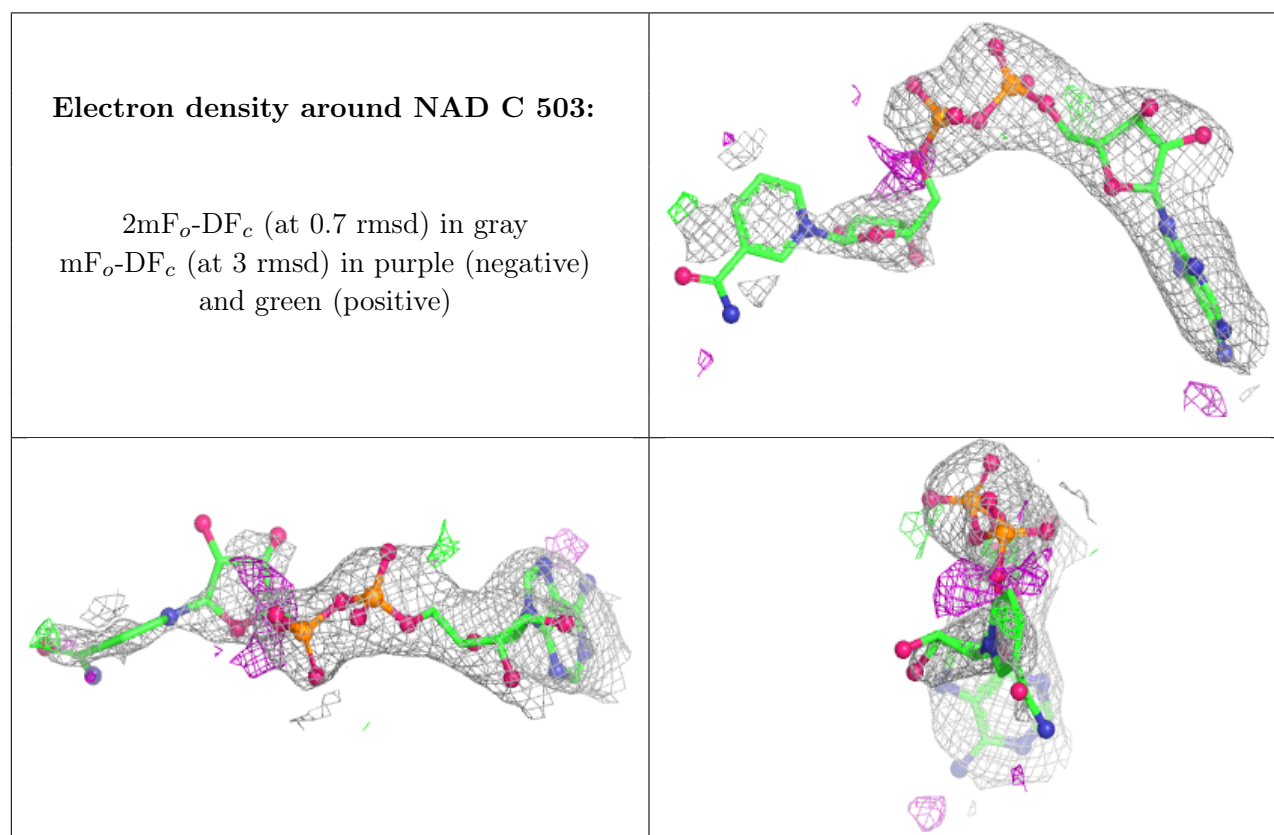 Electron density around NAD C 503:
2mFo-DFc (at 0.7 rmsd) in gray
mFo-DFc (at 3 rmsd) in purple (negative)
and green (positive)